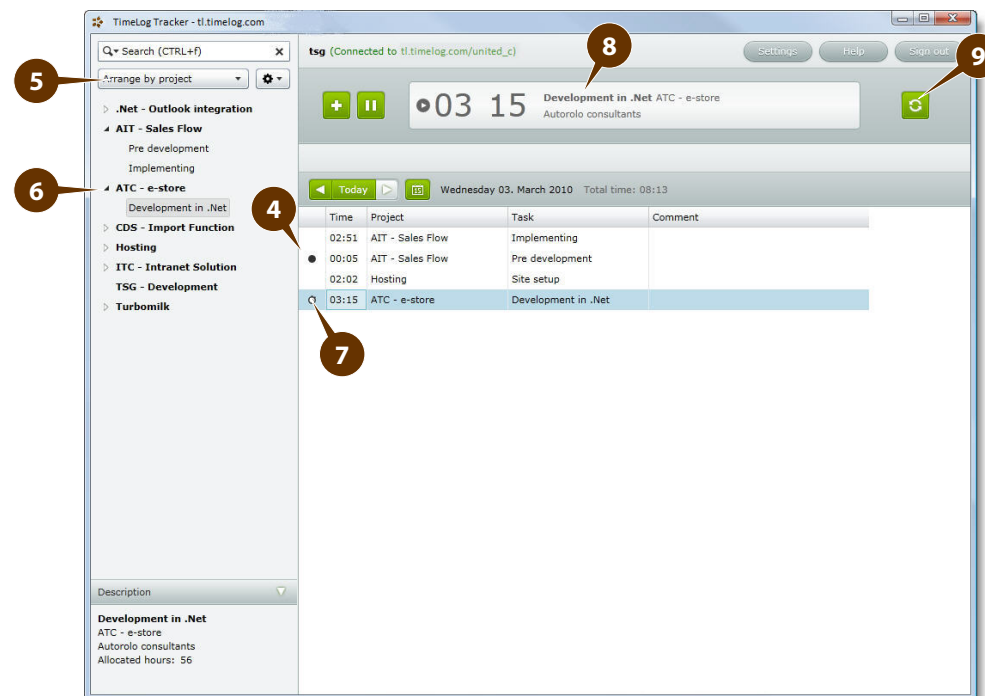 TimeLog Tracker - tl.timelog.com
Search (CTRL+f)
tsg (Connected to tl.timelog.com/united_c)
8
Settings
Help
Sign out
9
5
Arrange by project
03 15
Development in .Net ATC - e-store
Autorolo consultants
.Net - Outlook integration
AIT - Sales Flow
Pre development
Implementing
6
ATC - e-store
Development in .Net
CDS - Import Function
Hosting
ITC - Intranet Solution
TSG - Development
Turbomilk
4
Today
15
Wednesday 03. March 2010 Total time: 08:13
Time Project Task Comment
02:51 AIT - Sales Flow Implementing
00:05 AIT - Sales Flow Pre development
02:02 Hosting Site setup
03:15 ATC - e-store Development in .Net
7
Description
Development in .Net
ATC - e-store
Autorolo consultants
Allocated hours: 56